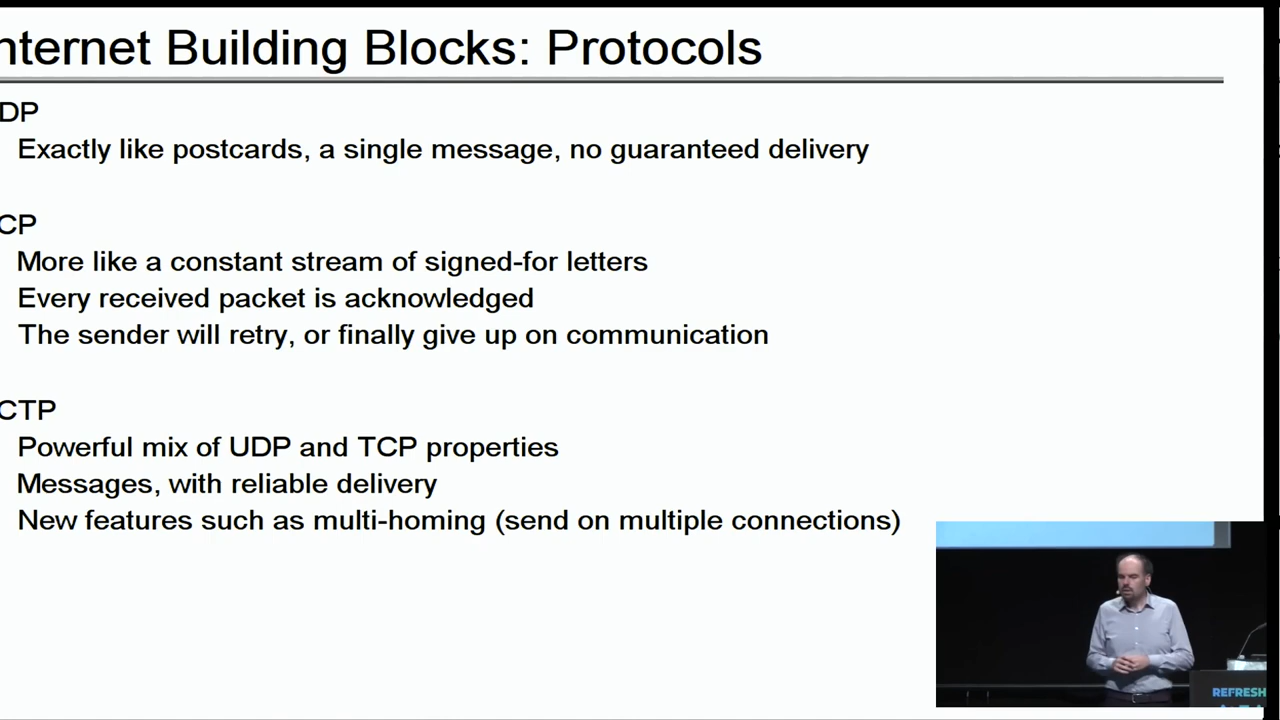 nternet Building Blocks: Protocols
DP
Exactly like postcards, a single message, no guaranteed delivery
CP
More like a constant stream of signed-for letters
Every received packet is acknowledged
The sender will retry, or finally give up on communication
CTP
Powerful mix of UDP and TCP properties
Messages, with reliable delivery
New features such as multi-homing (send on multiple connections)
REFRESH